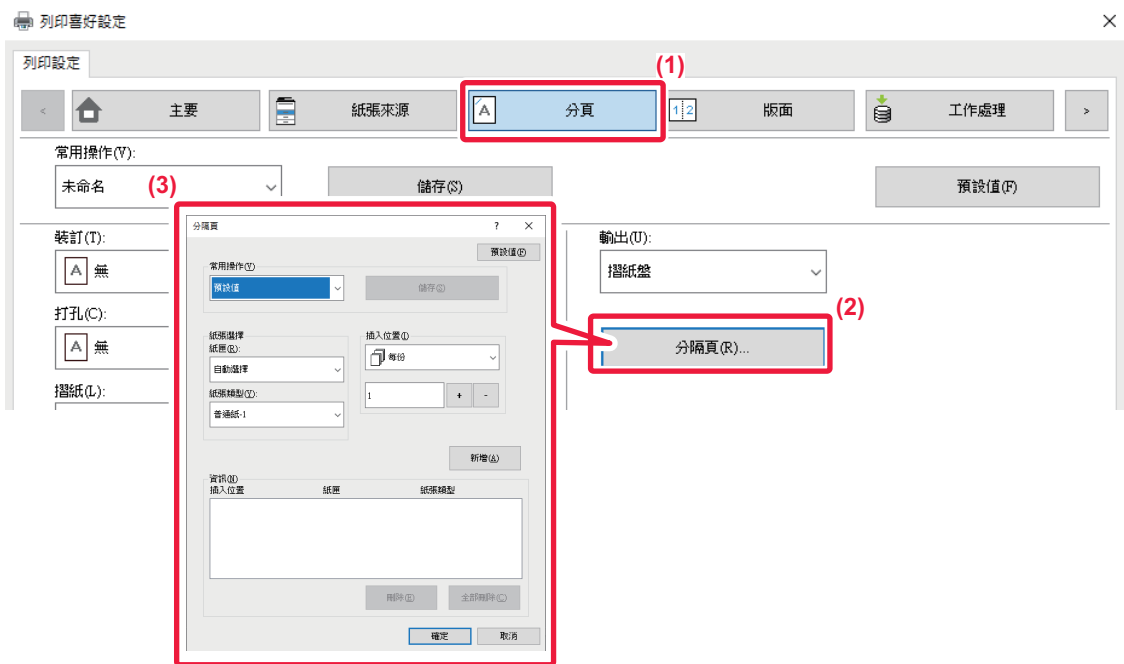 列印喜好設定
列印設定
(1)
< 主要 紙張來源 A 分頁 1 2 版面 工作處理 >
常用操作(V):
未命名 (3) 儲存(S) 預設值(F)
裝訂(T):
A 無
打孔(C):
A 無
摺紙(L):
分隔頁 ?
預設值(F)
常用操作(V)
預設值 儲存(S)
紙張選擇
紙匣(R):
自動選擇
紙張類型(Y):
普通紙-1
插入位置(I)
每份
1 + -
新增(A)
資訊(N)
插入位置 紙匣 紙張類型
刪除(E) 全部刪除(C)
確定 取消
輸出(U):
摺紙盤
(2)
分隔頁(R)...